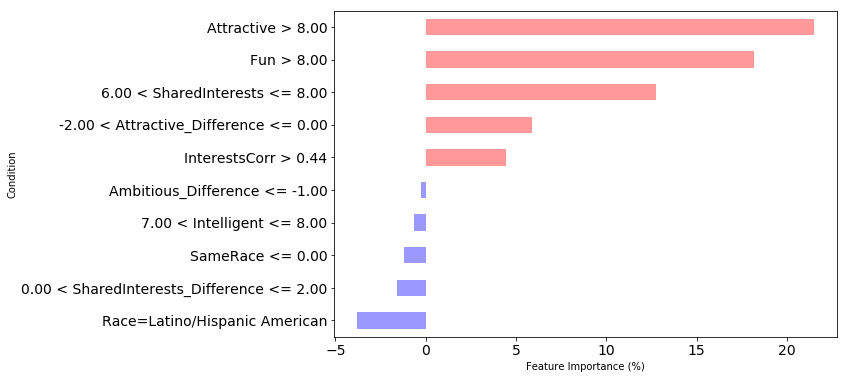 Attractive > 8.00
Fun > 8.00
6.00 < SharedInterests <= 8.00
-2.00 < Attractive_Difference <= 0.00
InterestsCorr > 0.44
Ambitious_Difference <= -1.00
7.00 < Intelligent <= 8.00
SameRace <= 0.00
0.00 < SharedInterests_Difference <= 2.00
Race=Latino/Hispanic American
Condition
−5 0 5 10 15 20
Feature Importance (%)